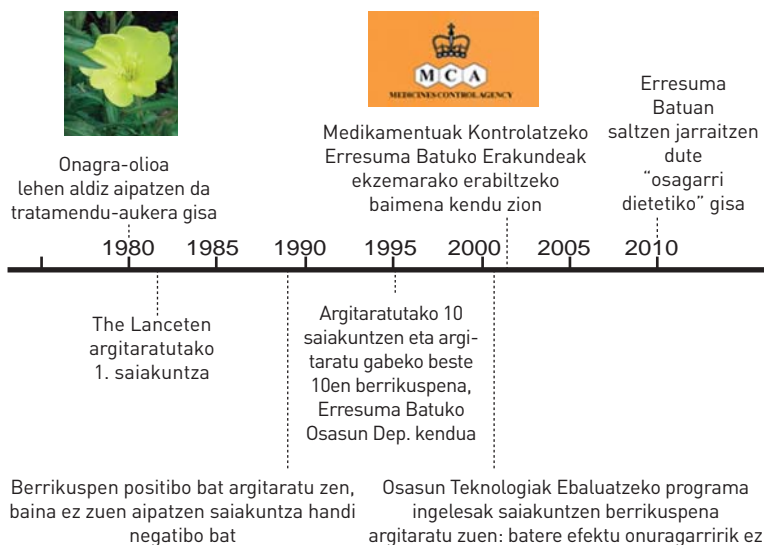 MCA
MEDICINES CONTROL AGENCY
Onagra-olioa
lehen aldiz aipatzen da
tratamendu-aukera gisa
Medikamentuak Kontrolatzeko
Erresuma Batuko Erakundeak
ekzemarako erabiltzeko
baimena kendu zion
Erresuma
Batuan
saltzen jarraitzen
dute
“osagarri
dietetiko” gisa
1980 1985 1990 1995 2000 2005 2010
The Lanceten
argitaratutako
1. saiakuntza
Argitaratutako 10
saiakuntzen eta argi-
taratu gabeko beste
10en berrikuspena,
Erresuma Batuko
Osasun Dep. kendua
Berrikuspen positibo bat argitaratu zen,
baina ez zuen aipatzen saiakuntza handi
negatibo bat
Osasun Teknologiak Ebaluatzeko programa
ingelesak saiakuntzen berrikuspena
argitaratu zuen: batere efektu onuragarririk ez